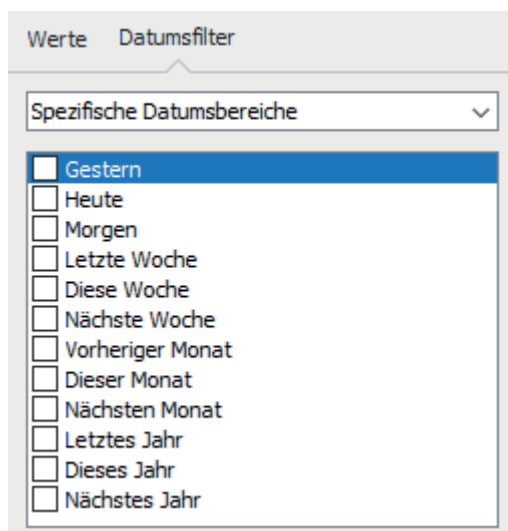 Werte Datumsfilter
Spezifische Datumsbereiche
Gestern
Heute
Morgen
Letzte Woche
Diese Woche
Nächste Woche
Vorheriger Monat
Dieser Monat
Nächsten Monat
Letztes Jahr
Dieses Jahr
Nächstes Jahr